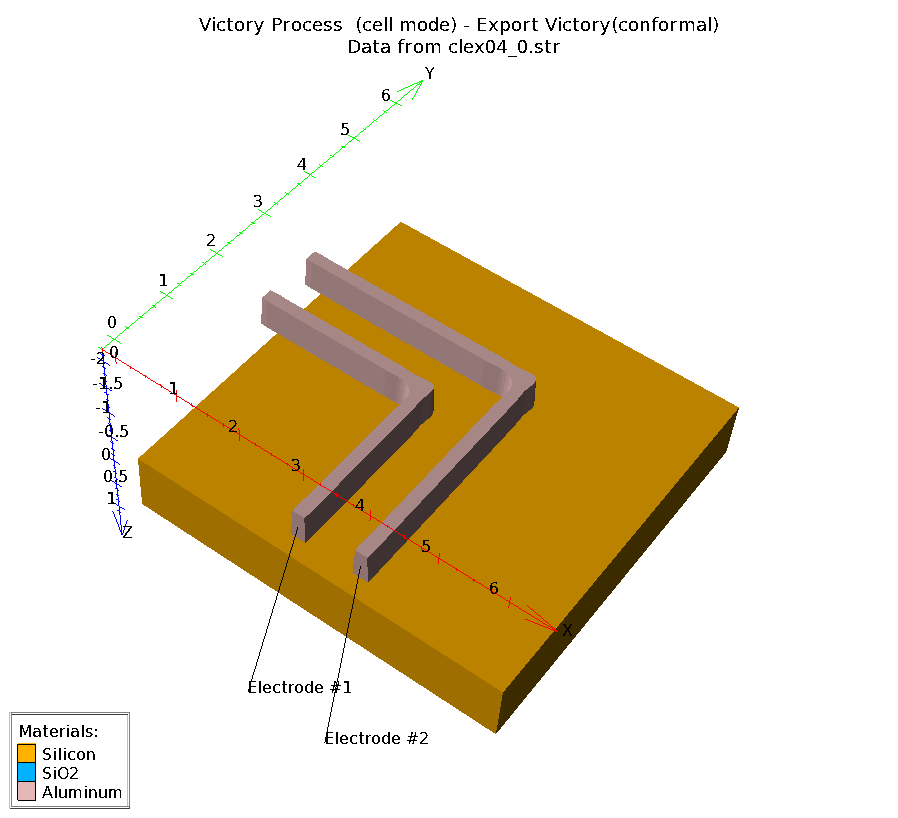 Victory Process  (cell mode) - Export Victory(conformal)
Data from clex04_0.str
Y
6
5
4
3
2
1
0
0
-2
-1.5
-1
-0.5
0
0.5
1
Z
1
2
3
4
5
6
X
Electrode #1
Electrode #2
Materials:
Silicon
SiO2
Aluminum